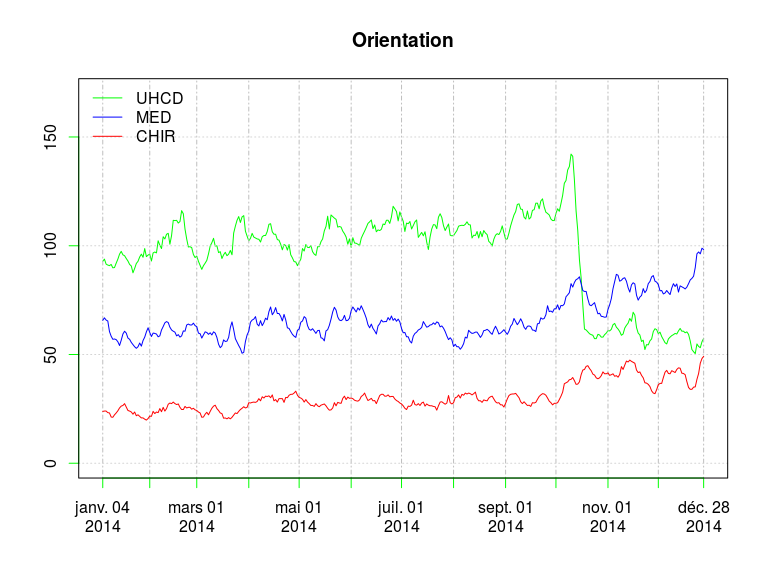 Orientation
UHCD
MED
CHIR
150
100
50
0
janv. 04 mars 01 mai 01 juil. 01 sept. 01 nov. 01 déc. 28
2014 2014 2014 2014 2014 2014 2014